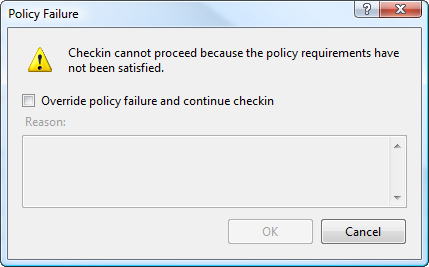 Policy Failure
Checkin cannot proceed because the policy requirements have
not been satisfied.
Override policy failure and continue checkin
Reason:
OK
Cancel